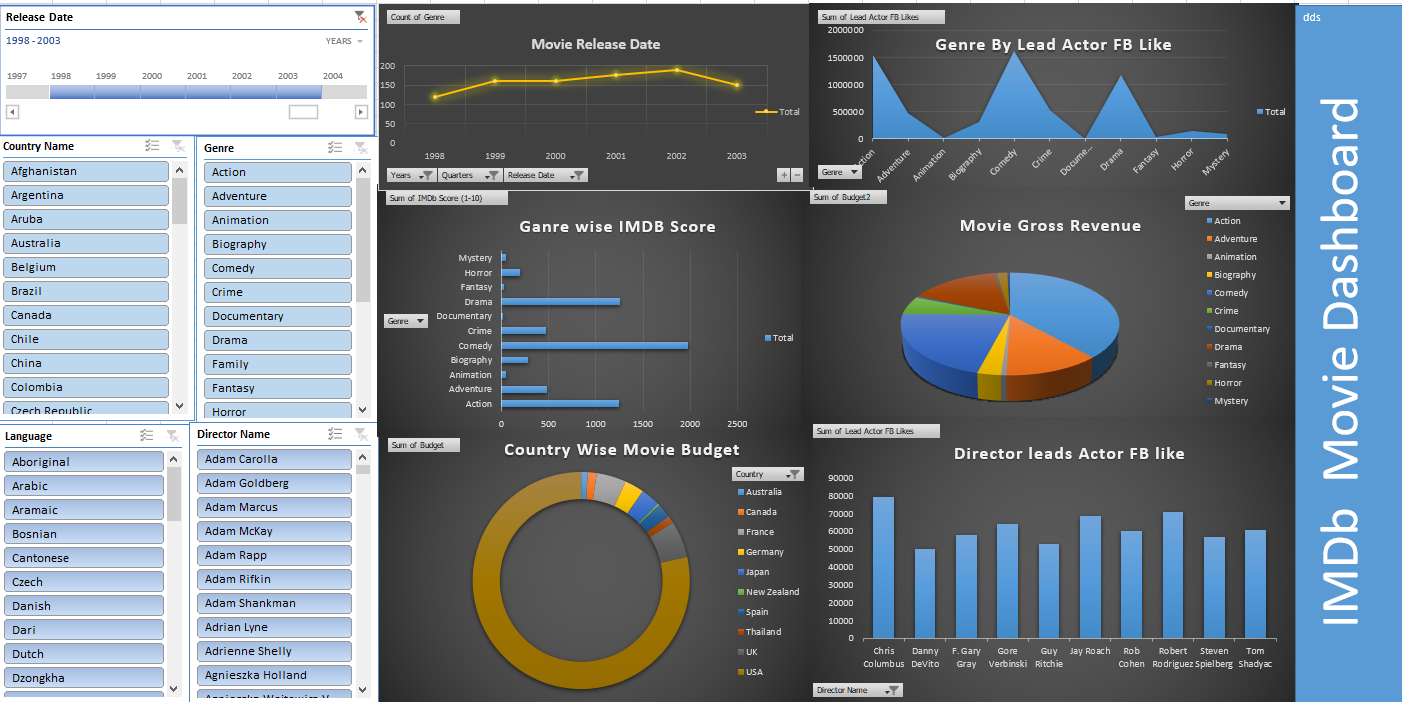 Release Date
1998 - 2003
YEARS
1997 1998 1999 2000 2001 2002 2003 2004
Country Name
Afghanistan
Argentina
Aruba
Australia
Belgium
Brazil
Canada
Chile
China
Colombia
Czech Republic
Genre
Action
Adventure
Animation
Biography
Comedy
Crime
Documentary
Drama
Family
Fantasy
Horror
Language
Aboriginal
Arabic
Aramaic
Bosnian
Cantonese
Czech
Danish
Dari
Dutch
Dzongkha
Director Name
Adam Carolla
Adam Goldberg
Adam Marcus
Adam McKay
Adam Rapp
Adam Rifkin
Adam Shankman
Adrian Lyne
Adrienne Shelly
Agnieszka Holland
Agnieszka Wojtowicz-V
Count of Genre
Movie Release Date
200
150
100
50
0
1998 1999 2000 2001 2002 2003
Total
Years Quarters Release Date
+ −
Sum of Lead Actor FB Likes
Genre By Lead Actor FB Like
2000000
1500000
1000000
500000
0
Action Adventure Animation Biography Comedy Crime Docume... Drama Fantasy Horror Mystery
Total
Genre
Sum of IMDb Score (1-10)
Ganre wise IMDB Score
Mystery
Horror
Fantasy
Drama
Documentary
Crime
Comedy
Biography
Animation
Adventure
Action
0 500 1000 1500 2000 2500
Genre
Total
Sum of Budget2
Movie Gross Revenue
Genre
Action
Adventure
Animation
Biography
Comedy
Crime
Documentary
Drama
Fantasy
Horror
Mystery
Sum of Budget
Country Wise Movie Budget
Country
Australia
Canada
France
Germany
Japan
New Zealand
Spain
Thailand
UK
USA
Sum of Lead Actor FB Likes
Director leads Actor FB like
90000
80000
70000
60000
50000
40000
30000
20000
10000
0
Chris Columbus
Danny DeVito
F. Gary Gray
Gore Verbinski
Guy Ritchie
Jay Roach
Rob Cohen
Robert Rodriguez
Steven Spielberg
Tom Shadyac
Director Name
dds
IMDb Movie Dashboard